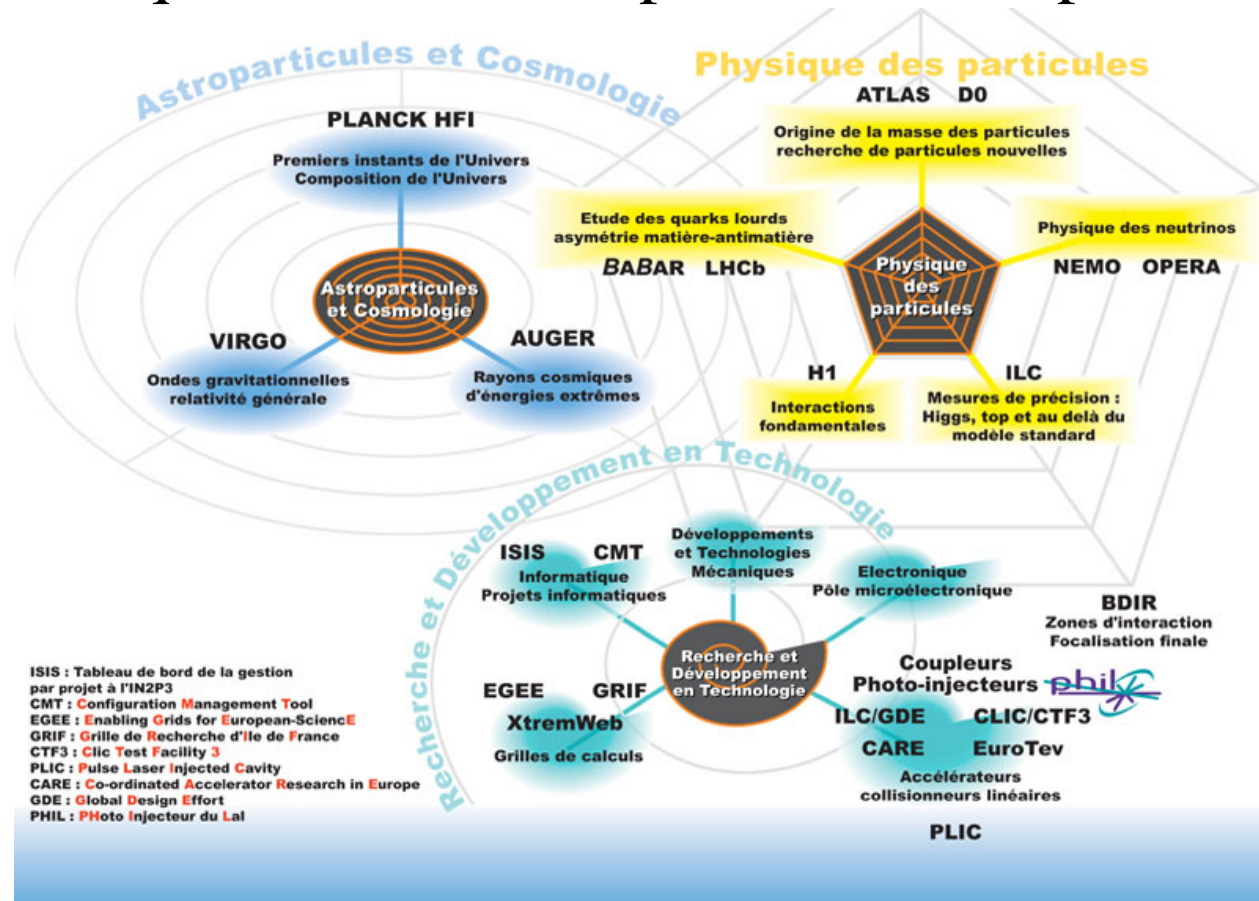 Astroparticules et Cosmologie
PLANCK HFI
Premiers instants de l'Univers
Composition de l'Univers
Astroparticules
et Cosmologie
VIRGO
Ondes gravitationnelles
relativité générale
AUGER
Rayons cosmiques
d'énergies extrêmes
Physique des particules
ATLAS D0
Origine de la masse des particules
recherche de particules nouvelles
Etude des quarks lourds
asymétrie matière-antimatière
BABAR LHCb
Physique des neutrinos
NEMO OPERA
Physique
des
particules
H1
Interactions
fondamentales
ILC
Mesures de précision :
Higgs, top et au delà du
modèle standard
Recherche et Développement en Technologie
ISIS CMT
Informatique
Projets informatiques
Développements
et Technologies
Mécaniques
Electronique
Pôle microélectronique
Recherche et
Développement
en Technologie
EGEE GRIF
XtremWeb
Grilles de calculs
BDIR
Zones d'interaction
Focalisation finale
Coupleurs
Photo-injecteurs phil
ILC/GDE CLIC/CTF3
CARE EuroTev
Accélérateurs
collisionneurs linéaires
PLIC
ISIS : Tableau de bord de la gestion
par projet à l'IN2P3
CMT : Configuration Management Tool
EGEE : Enabling Grids for European-SciencE
GRIF : Grille de Recherche d'Ile de France
CTF3 : Clic Test Facility 3
PLIC : Pulse Laser Injected Cavity
CARE : Co-ordinated Accelerator Research in Europe
GDE : Global Design Effort
PHIL : PHoto Injecteur du Lal